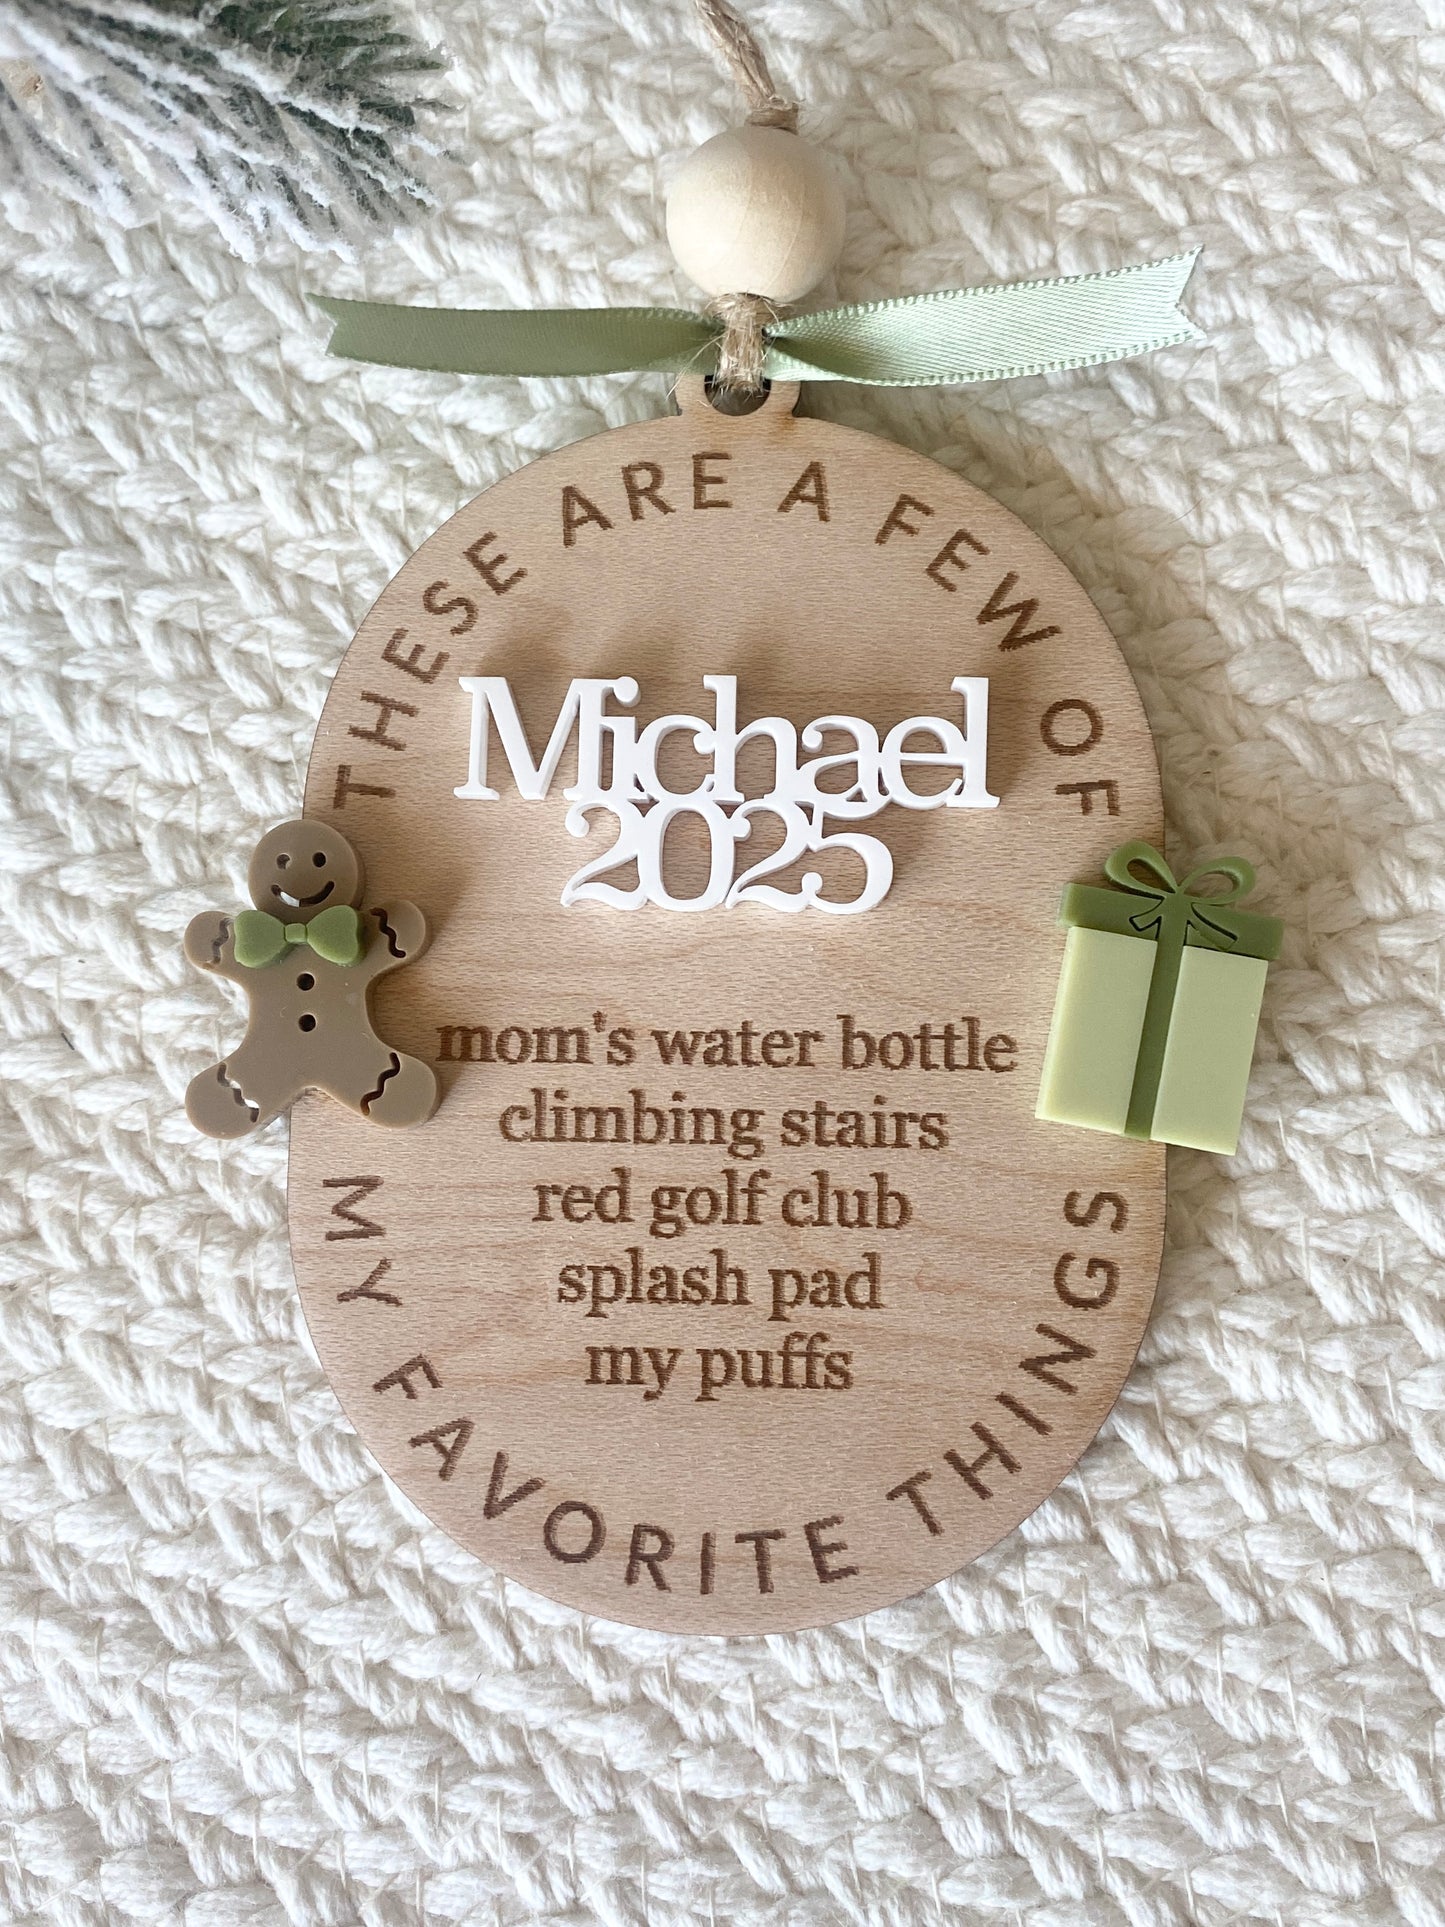 THESE ARE A FEW OF
Michael
2025
mom's water bottle
climbing stairs
red golf club
splash pad
my puffs
MY FAVORITE THINGS